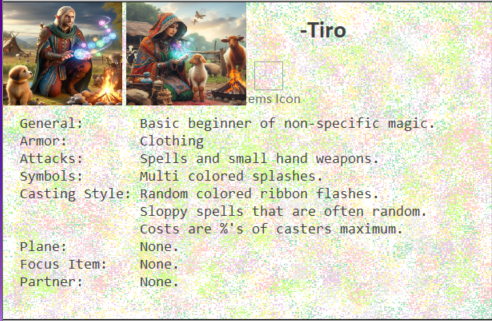 -Tiro
ems Icon
General: Basic beginner of non-specific magic.
Armor: Clothing
Attacks: Spells and small hand weapons.
Symbols: Multi colored splashes.
Casting Style: Random colored ribbon flashes.
Sloppy spells that are often random.
Costs are %'s of casters maximum.
Plane: None.
Focus Item: None.
Partner: None.